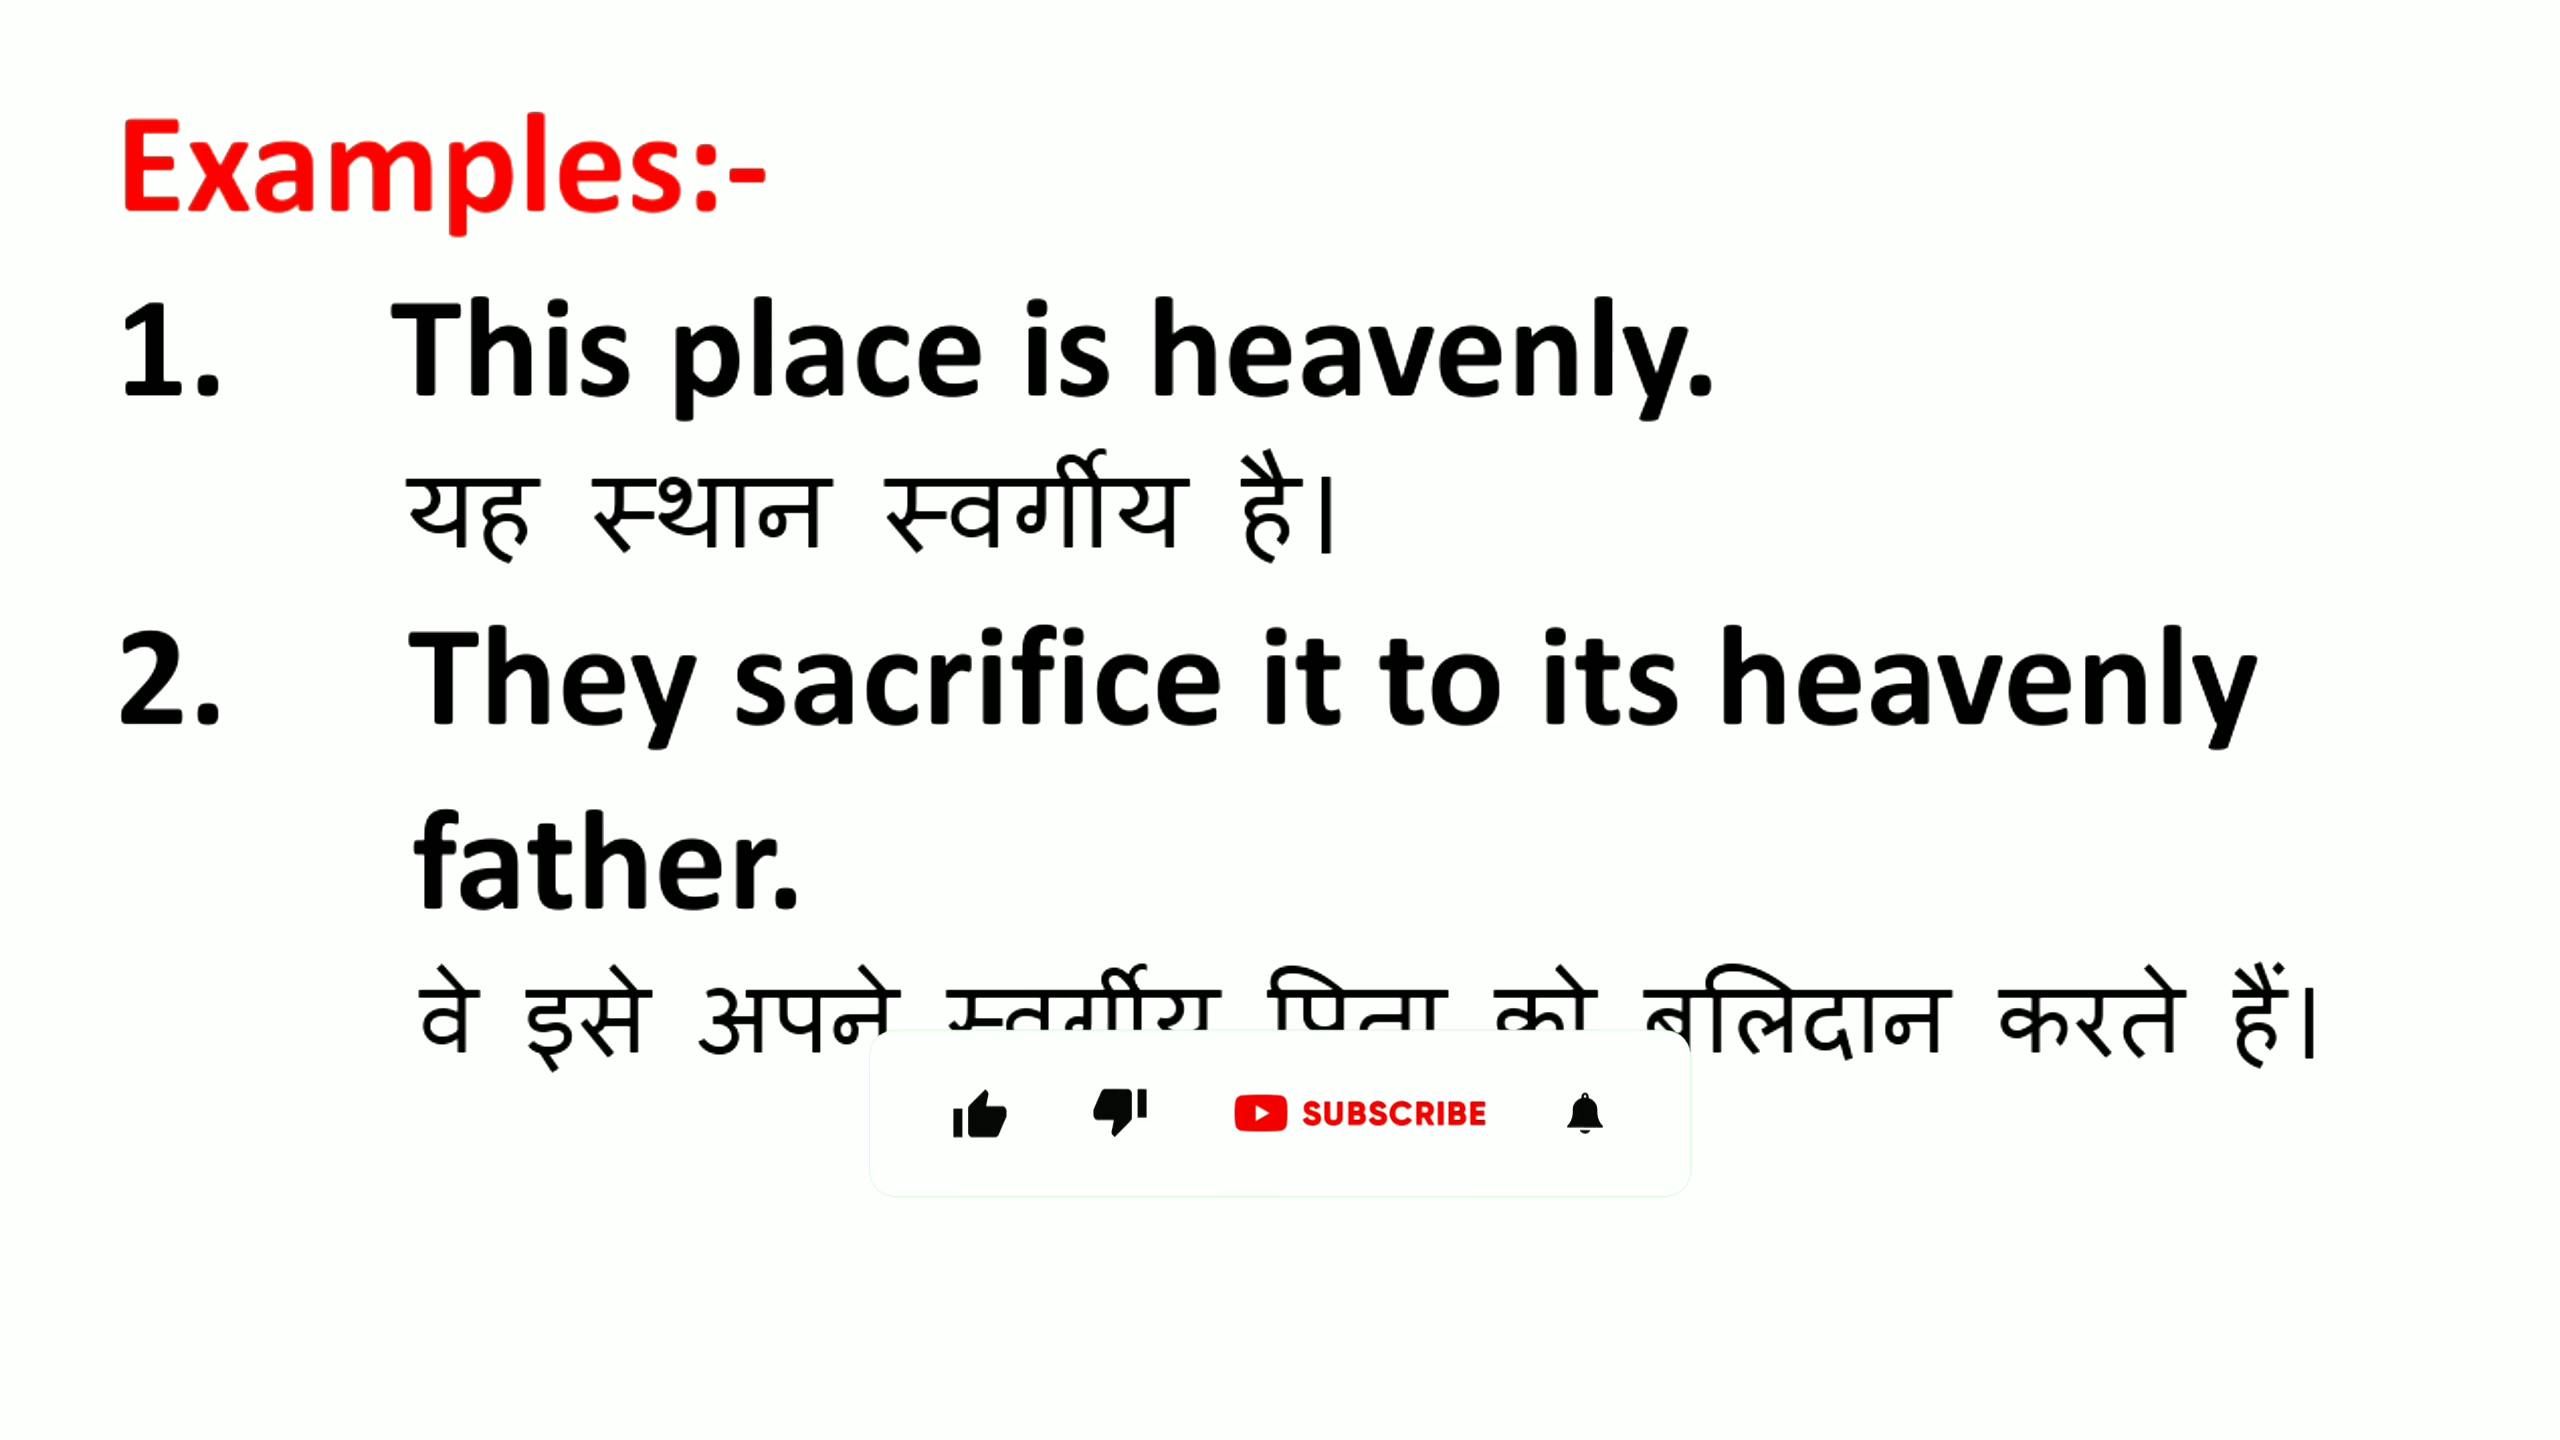 Examples:-
1. This place is heavenly.
यह स्थान स्वर्गीय है।
2. They sacrifice it to its heavenly
father.
वे इसे अपने स्वर्गीय पिता को बलिदान करते हैं।
SUBSCRIBE